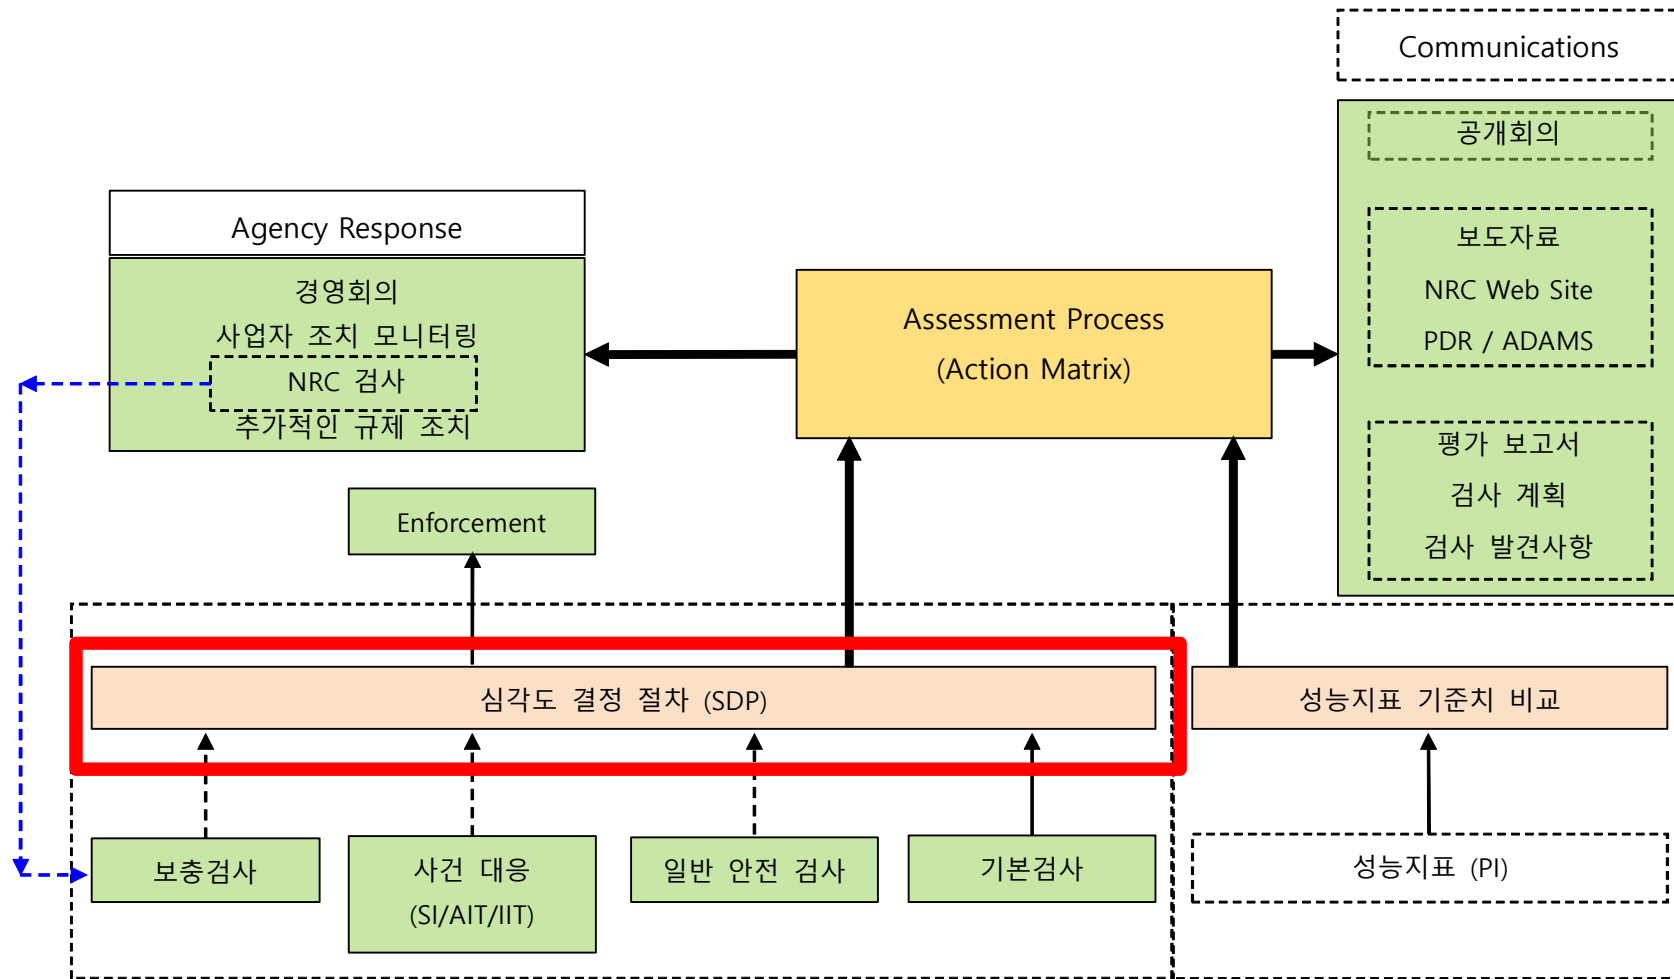 Communications
공개회의
보도자료
NRC Web Site
PDR / ADAMS
평가 보고서
검사 계획
검사 발견사항
Agency Response
경영회의
사업자 조치 모니터링
NRC 검사
추가적인 규제 조치
Assessment Process
(Action Matrix)
Enforcement
심각도 결정 절차 (SDP)
성능지표 기준치 비교
보충검사
사건 대응
(SI/AIT/IIT)
일반 안전 검사
기본검사
성능지표 (PI)